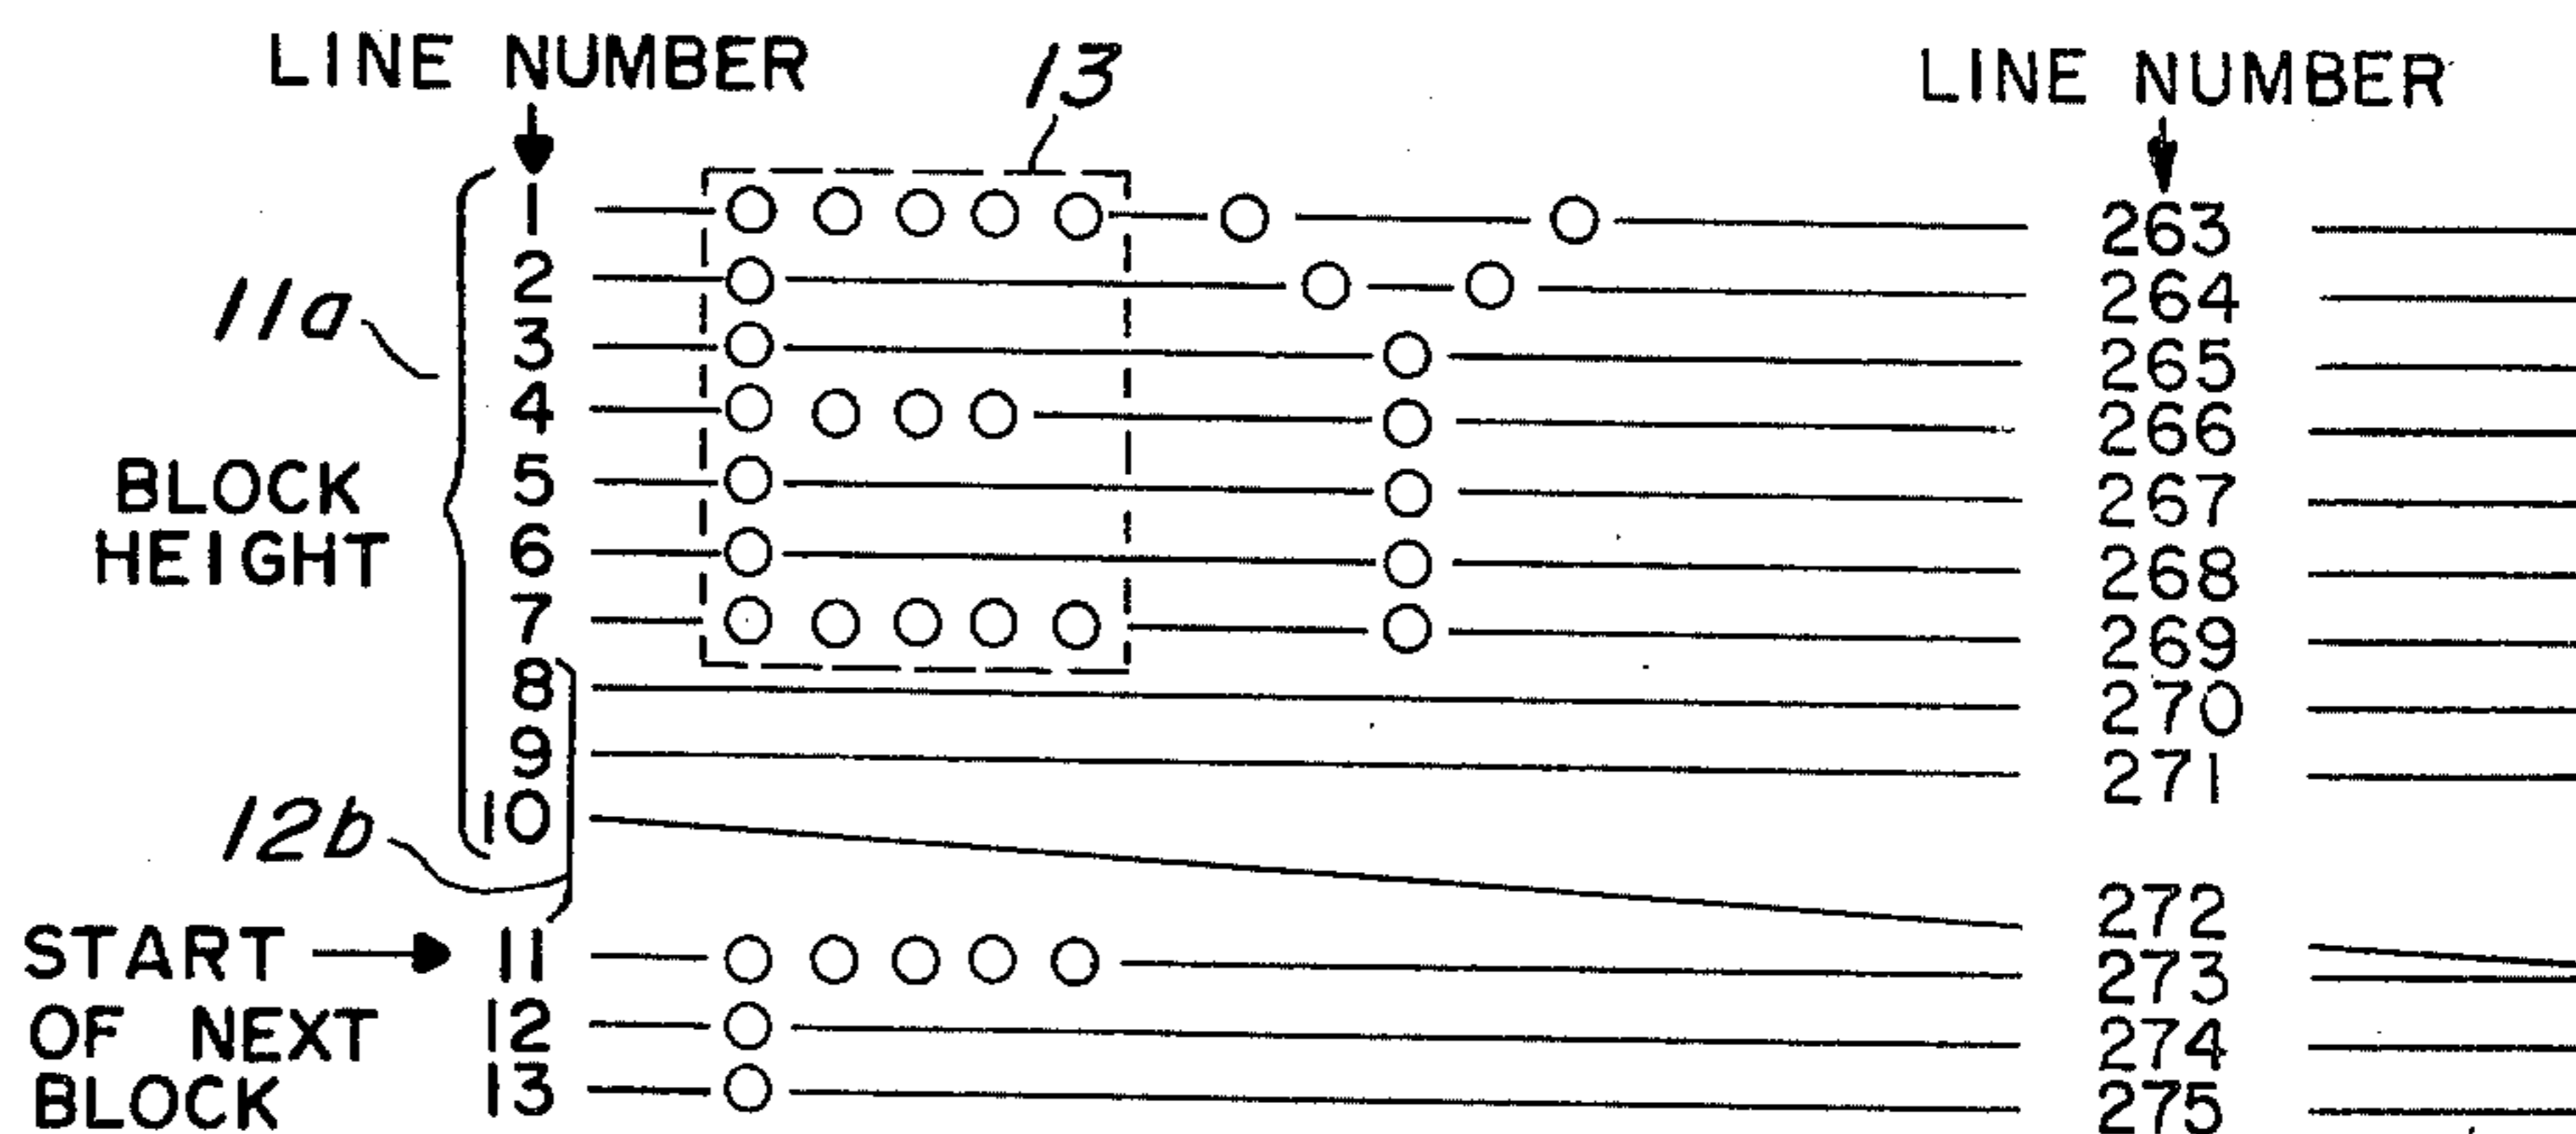 LINE NUMBER 13 LINE NUMBER
1 263
2 264
11a
3 265
4 266
BLOCK
5 267
HEIGHT
6 268
7 269
8 270
9 271
12b
10
272
START 11 273
OF NEXT 12 274
BLOCK 13 275